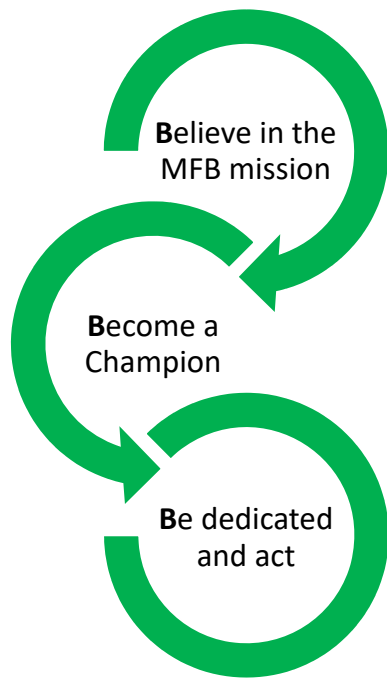 Believe in the
MFB mission
Become a
Champion
Be dedicated
and act